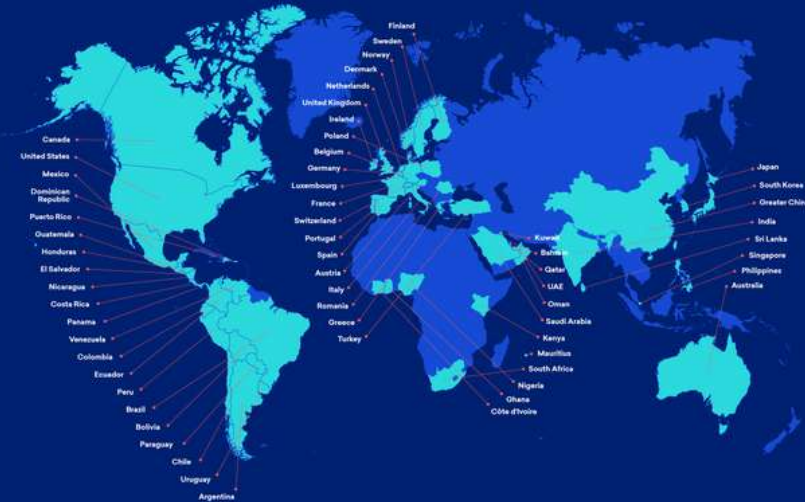 Finland
Sweden
Norway
Denmark
Netherlands
United Kingdom
Ireland
Poland
Belgium
Germany
Luxembourg
France
Switzerland
Portugal
Spain
Austria
Italy
Romania
Greece
Turkey
Canada
United States
Mexico
Dominican
Republic
Puerto Rico
Guatemala
Honduras
El Salvador
Nicaragua
Costa Rica
Panama
Venezuela
Colombia
Ecuador
Peru
Brazil
Bolivia
Paraguay
Chile
Uruguay
Argentina
Japan
South Korea
Greater Chin
India
Sri Lanka
Singapore
Philippines
Australia
Kuwait
Bahrain
Qatar
UAE
Oman
Saudi Arabia
Kenya
Mauritius
South Africa
Nigeria
Ghana
Côte d'Ivoire